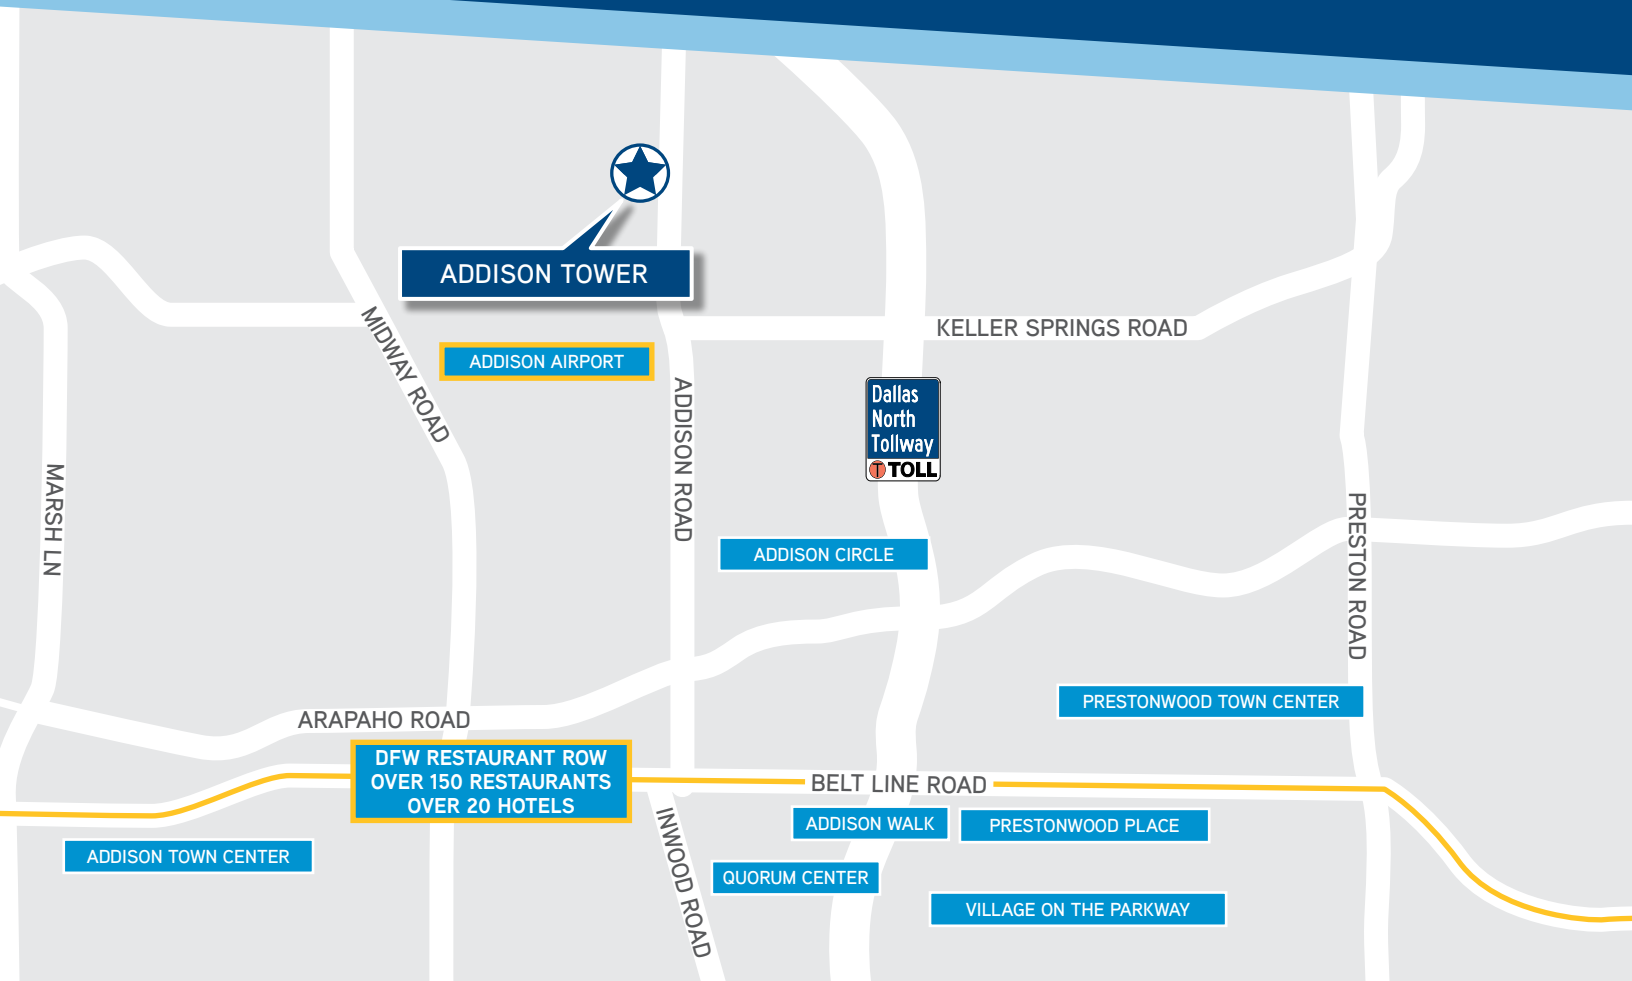 ADDISON TOWER
KELLER SPRINGS ROAD
MIDWAY ROAD
ADDISON AIRPORT
ADDISON ROAD
Dallas
North
Tollway
T TOLL
MARSH LN
PRESTON ROAD
ADDISON CIRCLE
PRESTONWOOD TOWN CENTER
ARAPAHO ROAD
DFW RESTAURANT ROW
OVER 150 RESTAURANTS
OVER 20 HOTELS
BELT LINE ROAD
ADDISON WALK
PRESTONWOOD PLACE
INWOOD ROAD
ADDISON TOWN CENTER
QUORUM CENTER
VILLAGE ON THE PARKWAY